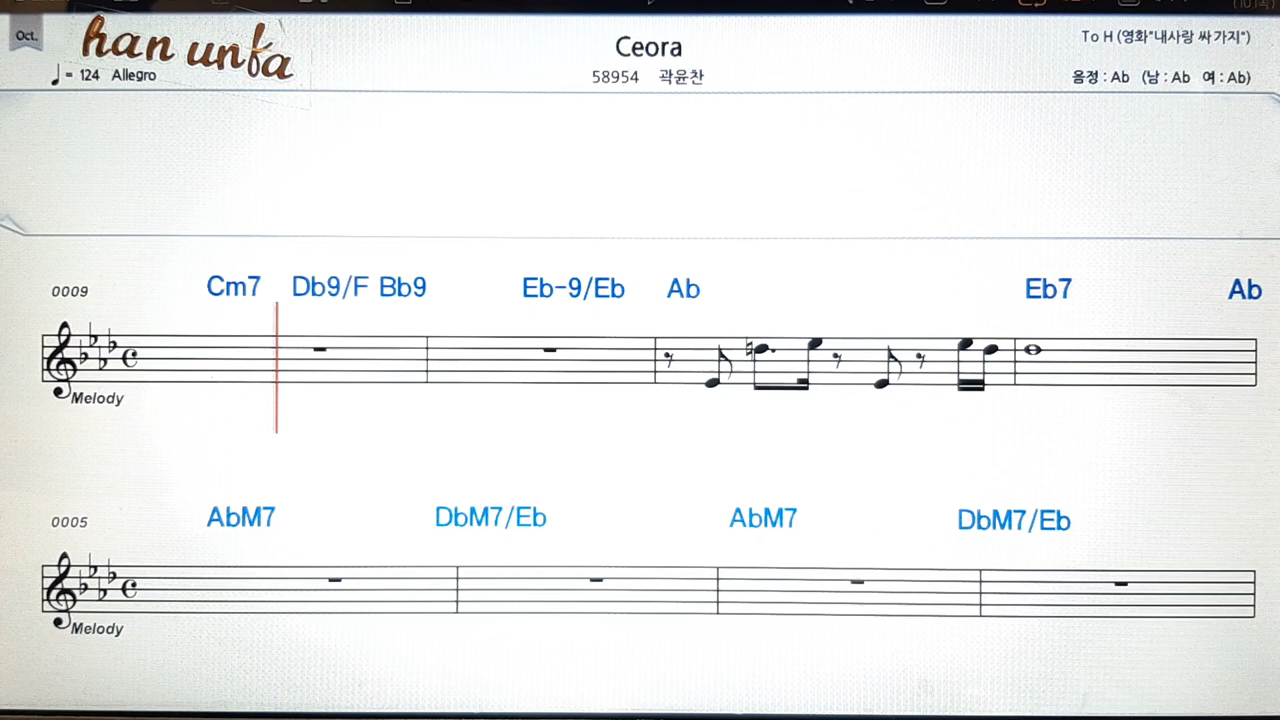 Oct.
han unfa
♩= 124 Allegro
Ceora
58954 곽윤찬
To H (영화"내사랑 싸가지")
음정 : Ab (남 : Ab 여 : Ab)
0009
Cm7 Db9/F Bb9 Eb-9/Eb Ab Eb7 Ab
Melody
0005
AbM7 DbM7/Eb AbM7 DbM7/Eb
Melody